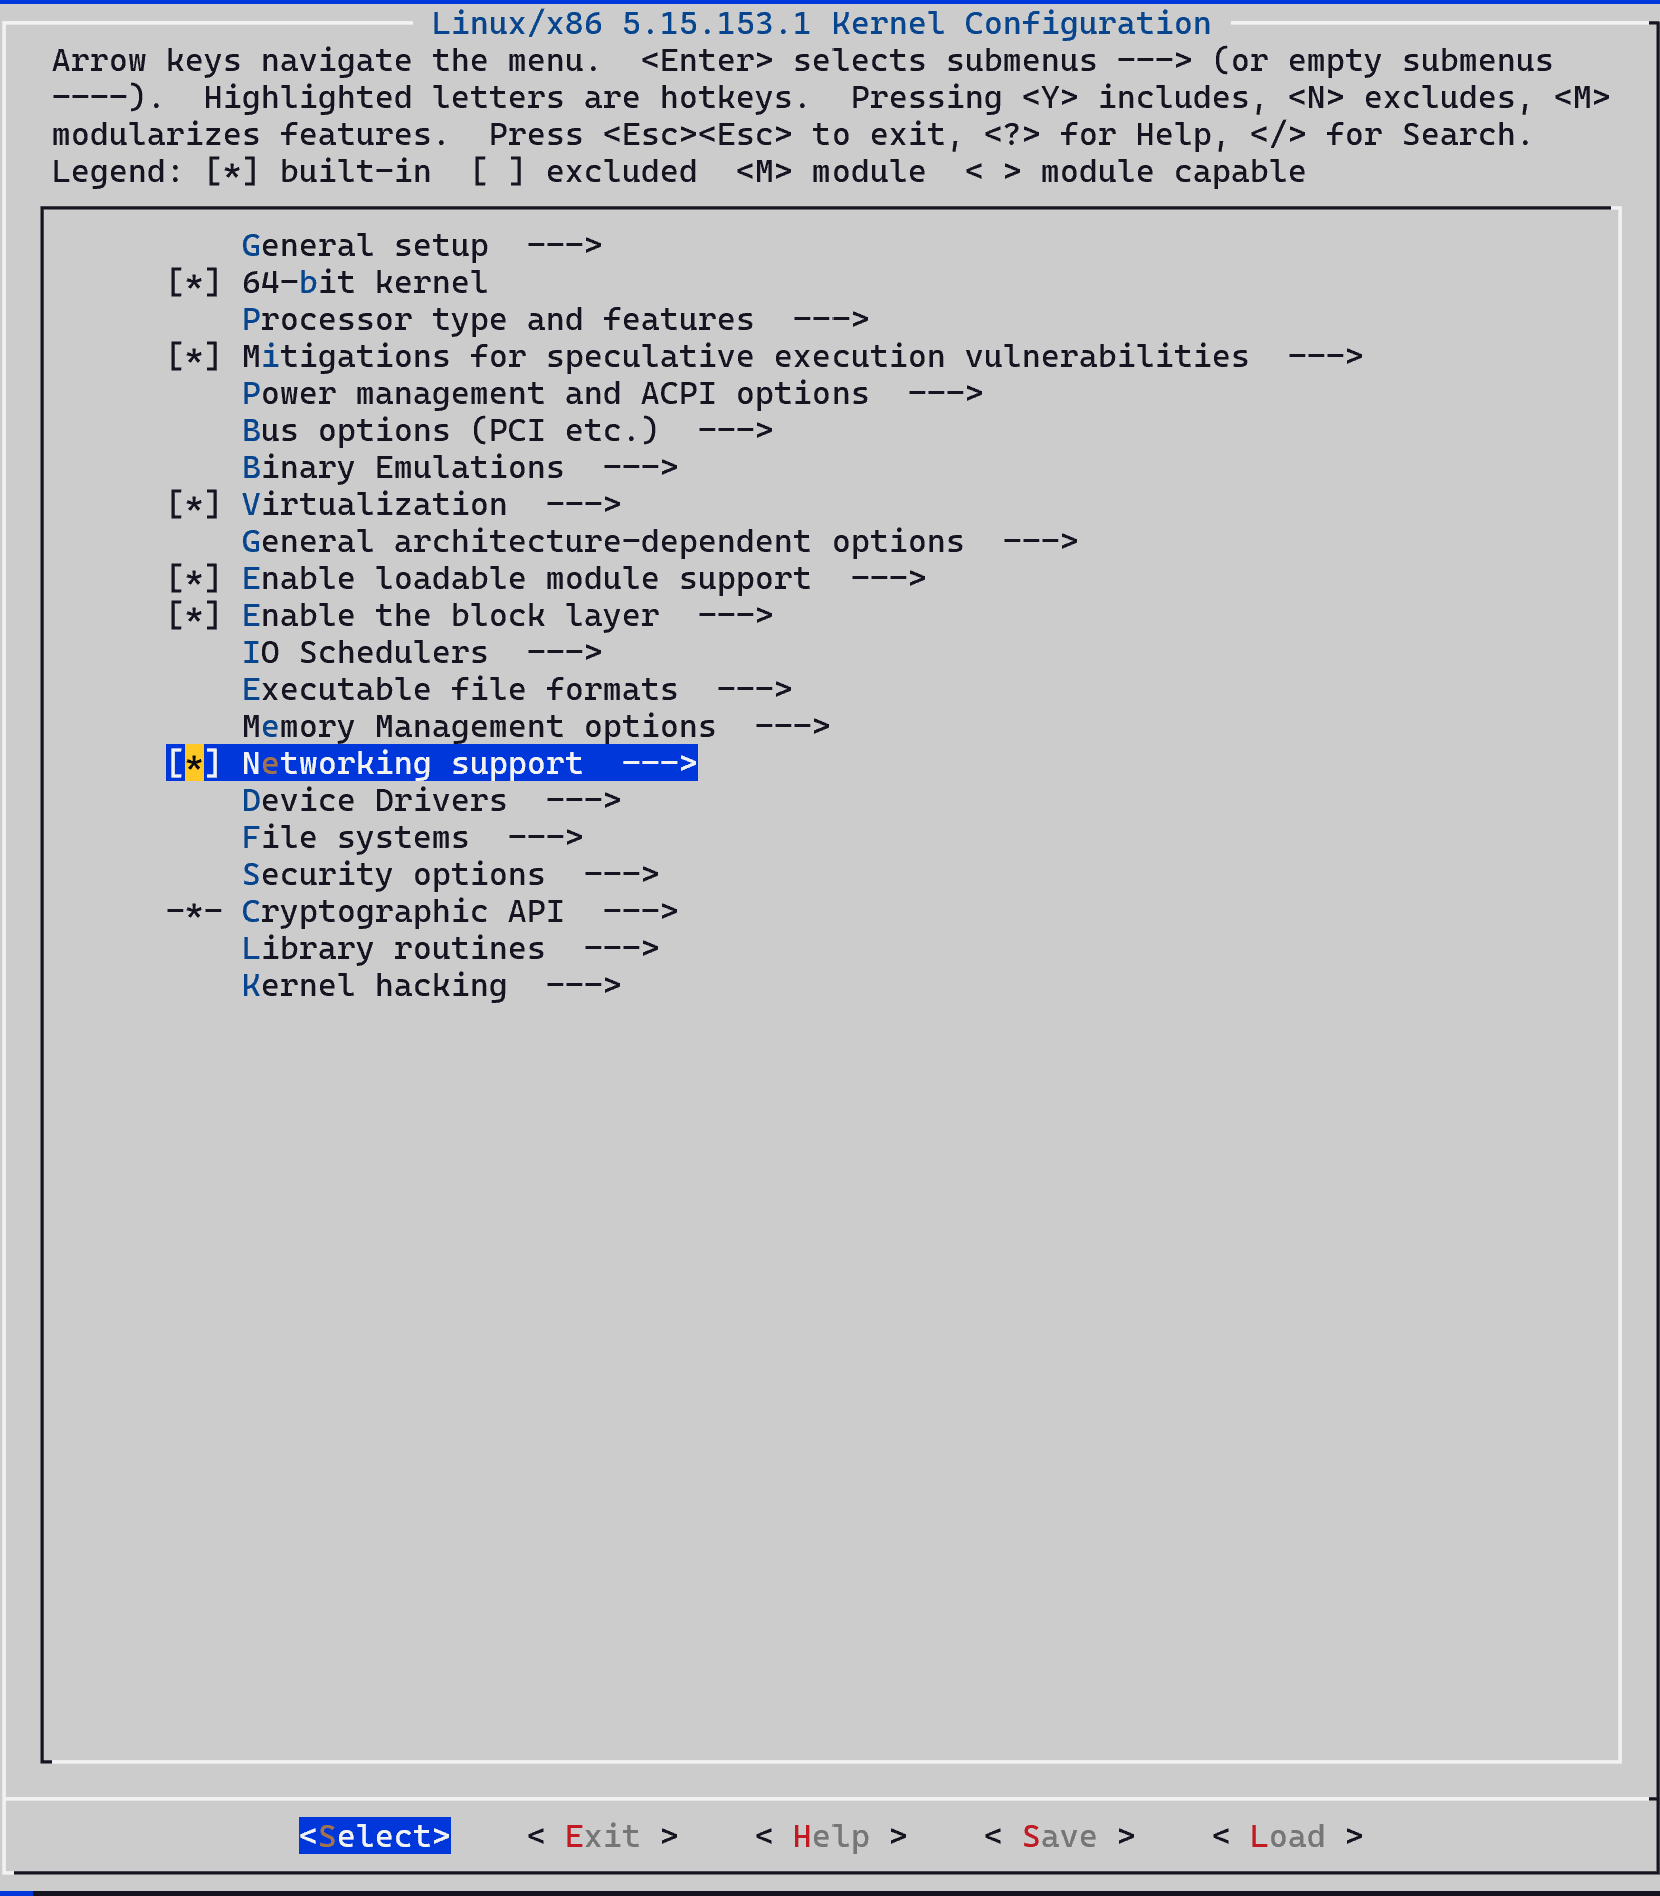 Linux/x86 5.15.153.1 Kernel Configuration
Arrow keys navigate the menu.  <Enter> selects submenus ---> (or empty submenus
----).  Highlighted letters are hotkeys.  Pressing <Y> includes, <N> excludes, <M>
modularizes features.  Press <Esc><Esc> to exit, <?> for Help, </> for Search.
Legend: [*] built-in  [ ] excluded  <M> module  < > module capable
General setup  --->
[*] 64-bit kernel
Processor type and features  --->
[*] Mitigations for speculative execution vulnerabilities  --->
Power management and ACPI options  --->
Bus options (PCI etc.)  --->
Binary Emulations  --->
[*] Virtualization  --->
General architecture-dependent options  --->
[*] Enable loadable module support  --->
[*] Enable the block layer  --->
IO Schedulers  --->
Executable file formats  --->
Memory Management options  --->
[*] Networking support  --->
Device Drivers  --->
File systems  --->
Security options  --->
-*- Cryptographic API  --->
Library routines  --->
Kernel hacking  --->
<Select>    < Exit >    < Help >    < Save >    < Load >